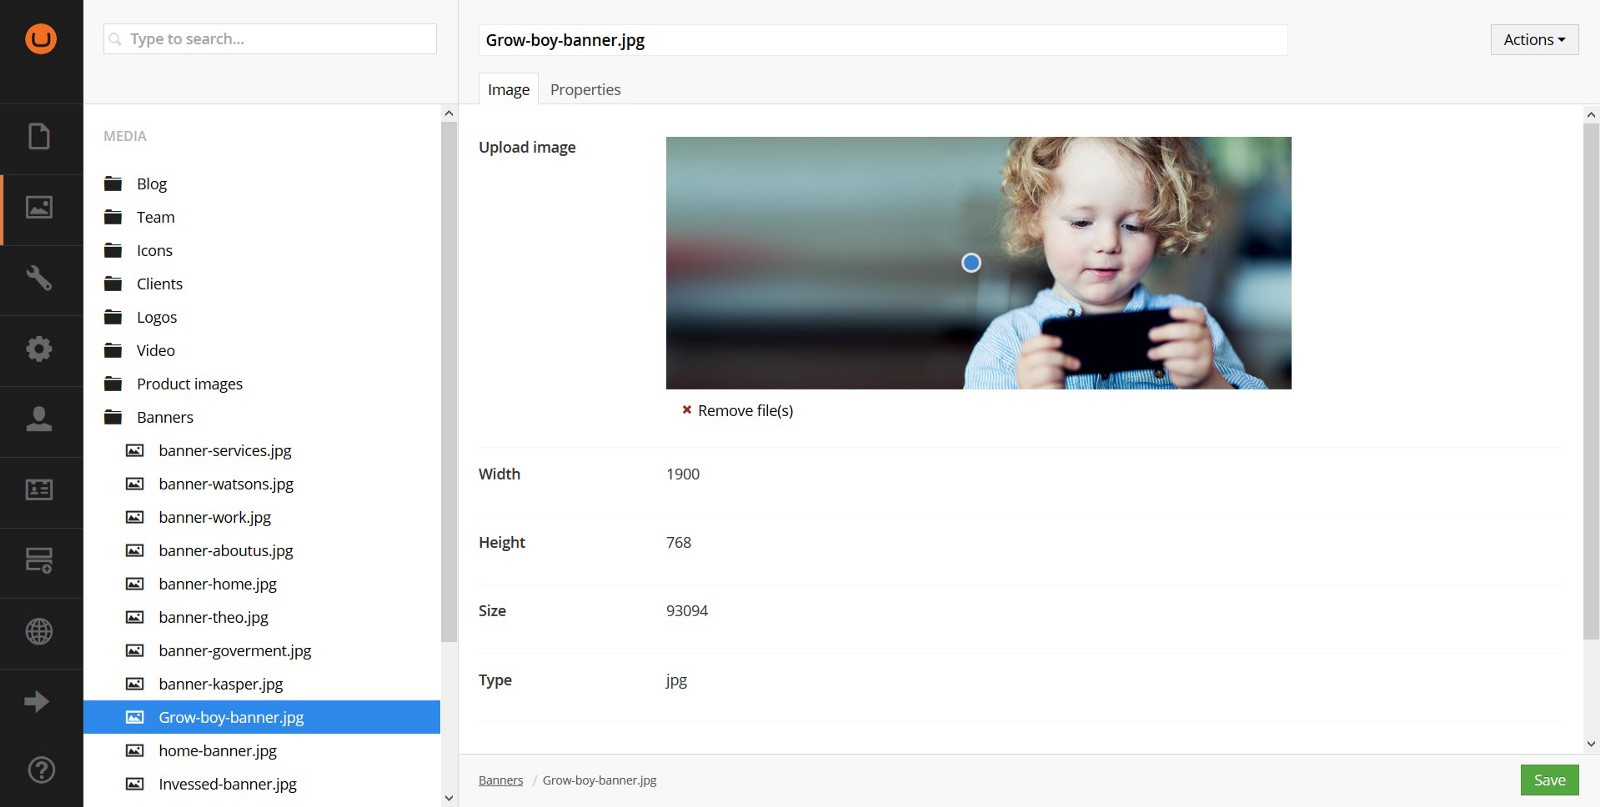 Type to search...
MEDIA
Blog
Team
Icons
Clients
Logos
Video
Product images
Banners
banner-services.jpg
banner-watsons.jpg
banner-work.jpg
banner-aboutus.jpg
banner-home.jpg
banner-theo.jpg
banner-goverment.jpg
banner-kasper.jpg
Grow-boy-banner.jpg
home-banner.jpg
Invessed-banner.jpg
Grow-boy-banner.jpg
Actions
Image Properties
Upload image
Remove file(s)
Width 1900
Height 768
Size 93094
Type jpg
Banners / Grow-boy-banner.jpg
Save